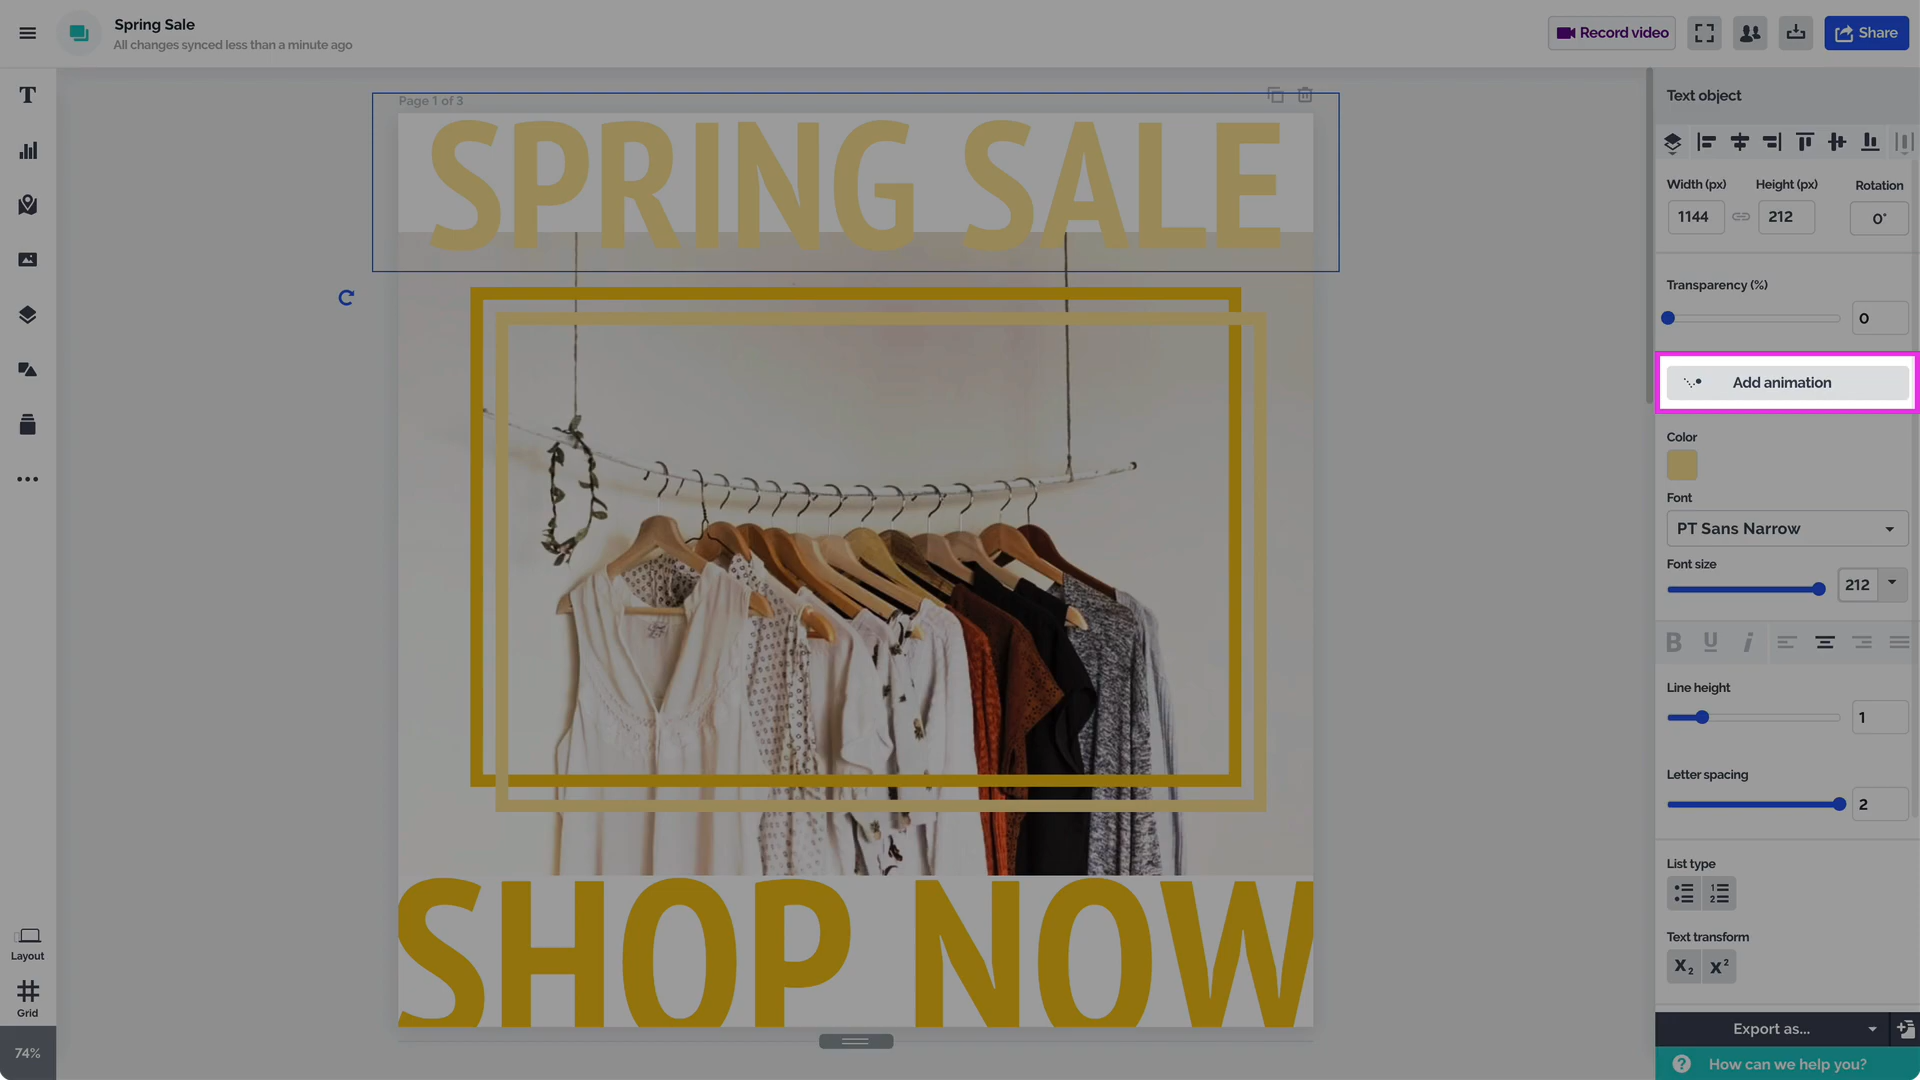 Spring Sale
All changes synced less than a minute ago
Record video
Share
Text object
Page 1 of 3
SPRING SALE
Width (px) Height (px) Rotation
1144 212 0°
Transparency (%)
0
Add animation
Color
Font
PT Sans Narrow
Font size
212
B U i
Line height
1
Letter spacing
2
List type
Text transform
X₂ X²
SHOP NOW
Layout
Grid
74%
Export as...
? How can we help you?